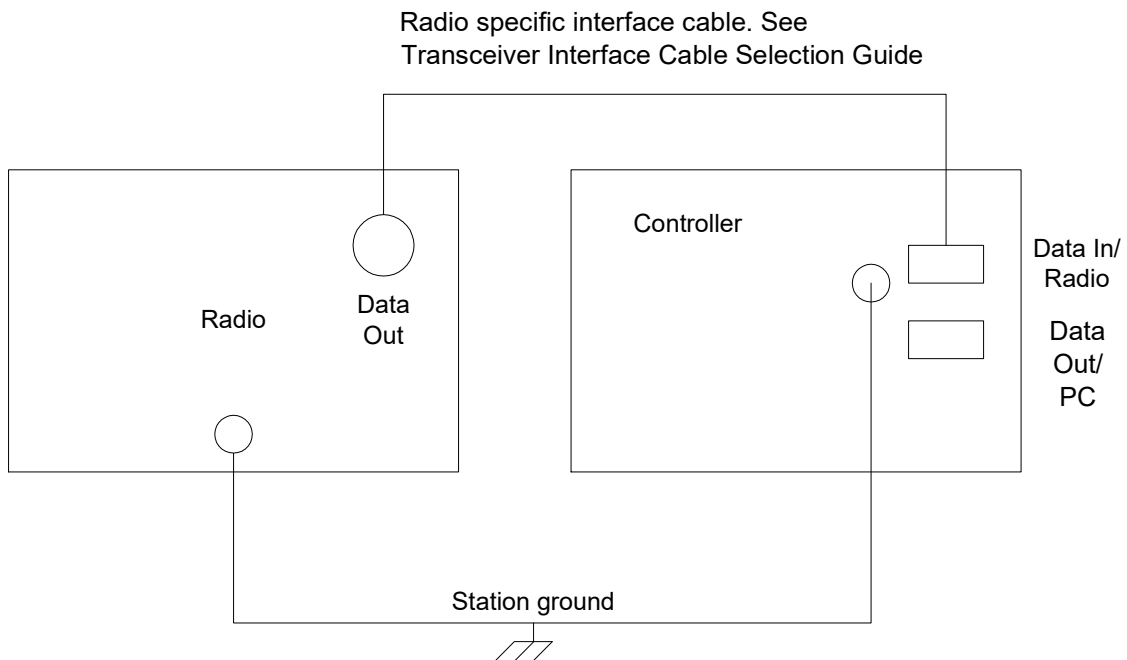 Radio specific interface cable. See
Transceiver Interface Cable Selection Guide
Controller
Data In/
Radio
Data
Out
Radio
Data
Out/
PC
Station ground